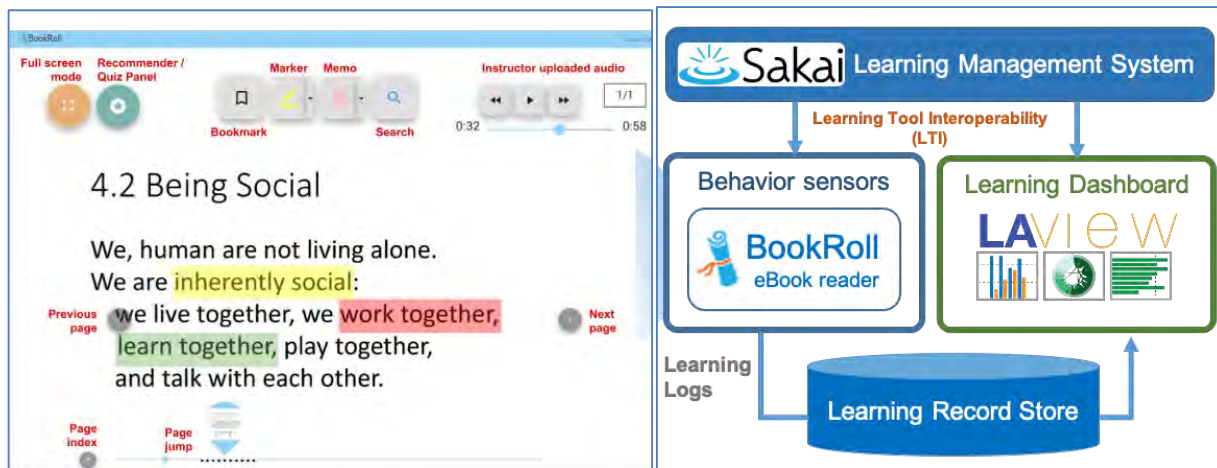 BookRoll
Full screen mode
Recommender / Quiz Panel
Marker
Memo
Instructor uploaded audio
1/1
Bookmark
Search
0:32
0:58
4.2 Being Social
We, human are not living alone.
We are inherently social:
we live together, we work together,
learn together, play together,
and talk with each other.
Previous page
Next page
Page index
Page jump
Sakai Learning Management System
Learning Tool Interoperability
(LTI)
Behavior sensors
BookRoll
eBook reader
Learning Dashboard
LAVIEW
Learning
Logs
Learning Record Store